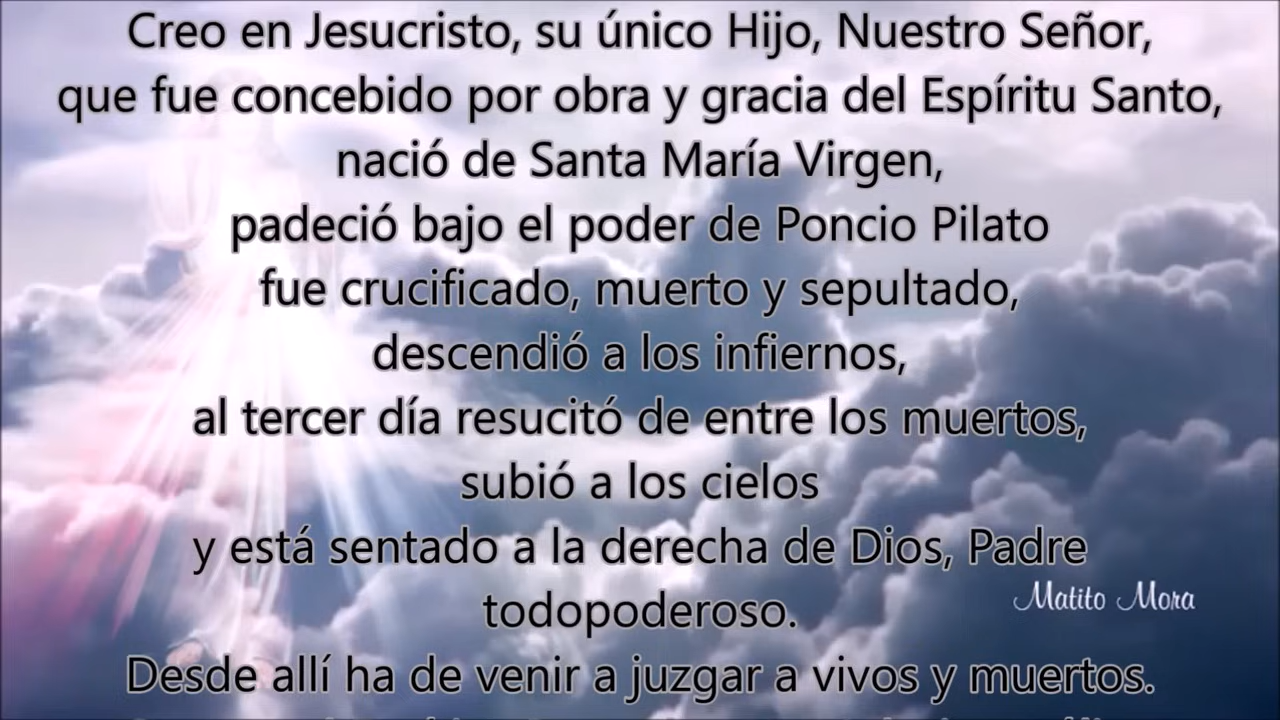 Creo en Jesucristo, su único Hijo, Nuestro Señor,
que fue concebido por obra y gracia del Espíritu Santo,
nació de Santa María Virgen,
padeció bajo el poder de Poncio Pilato
fue crucificado, muerto y sepultado,
descendió a los infiernos,
al tercer día resucitó de entre los muertos,
subió a los cielos
y está sentado a la derecha de Dios, Padre
todopoderoso.
Matito Mora
Desde allí ha de venir a juzgar a vivos y muertos.